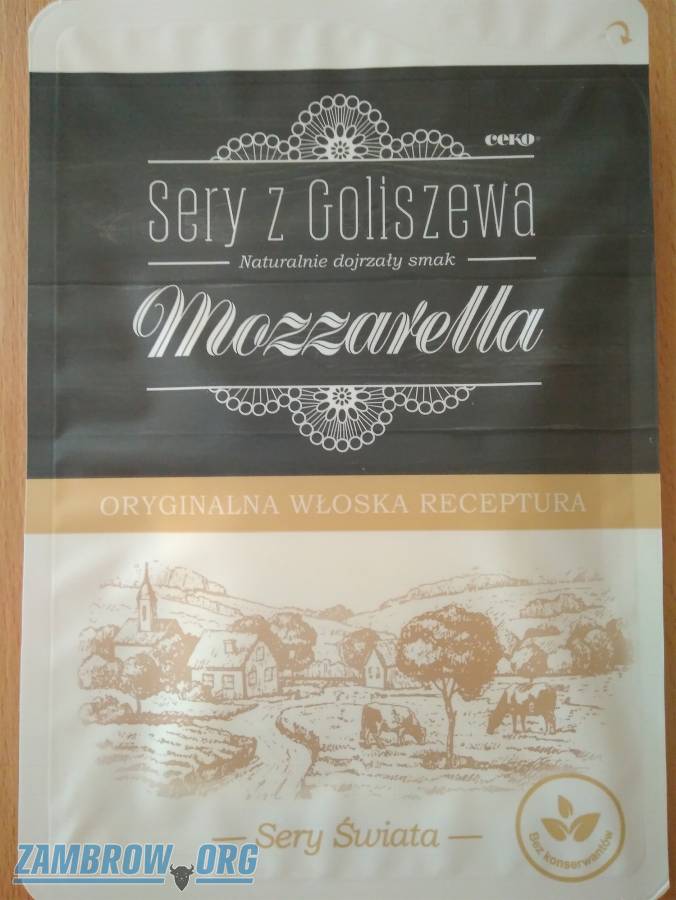 ceko®
Sery z Goliszewa
Naturalnie dojrzały smak
Mozzarella
ORYGINALNA WŁOSKA RECEPTURA
Sery Świata
Bez konserwantów
ZAMBROW.ORG